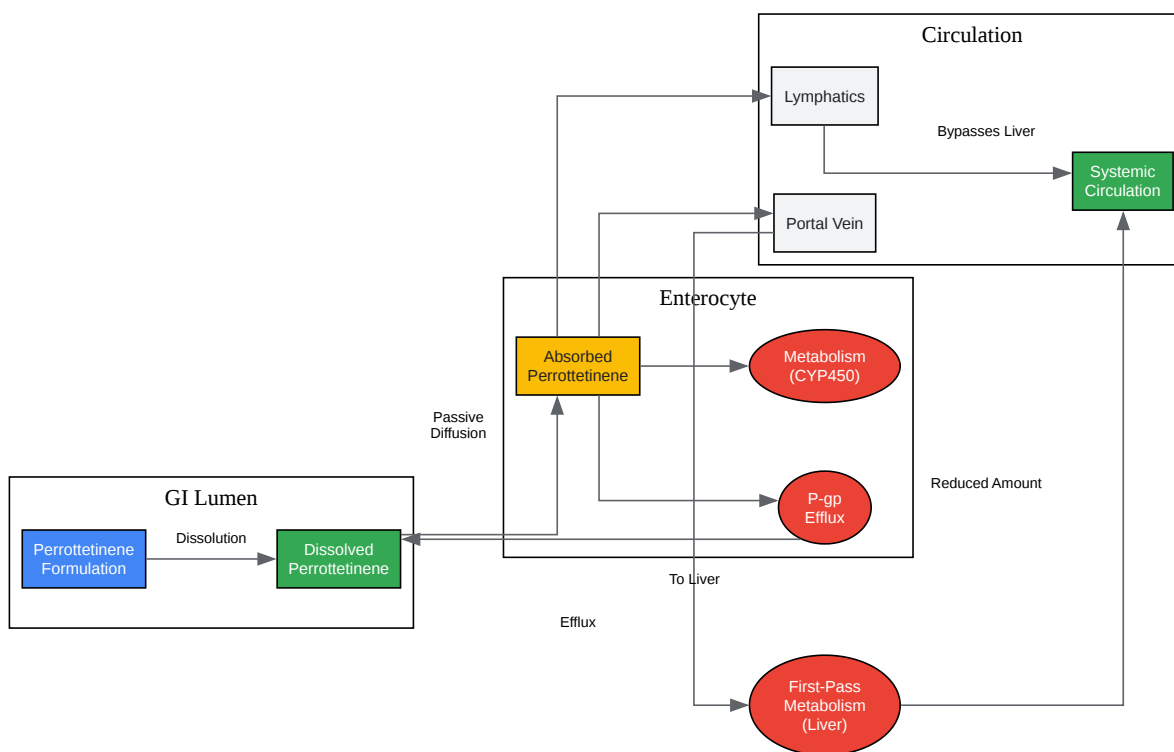 Circulation
Lymphatics
Bypasses Liver
Systemic
Circulation
Portal Vein
Enterocyte
Absorbed
Perrottetinene
Metabolism
(CYP450)
Passive
Diffusion
P-gp
Efflux
Reduced Amount
GI Lumen
Perrottetinene
Formulation
Dissolution
Dissolved
Perrottetinene
To Liver
Efflux
First-Pass
Metabolism
(Liver)